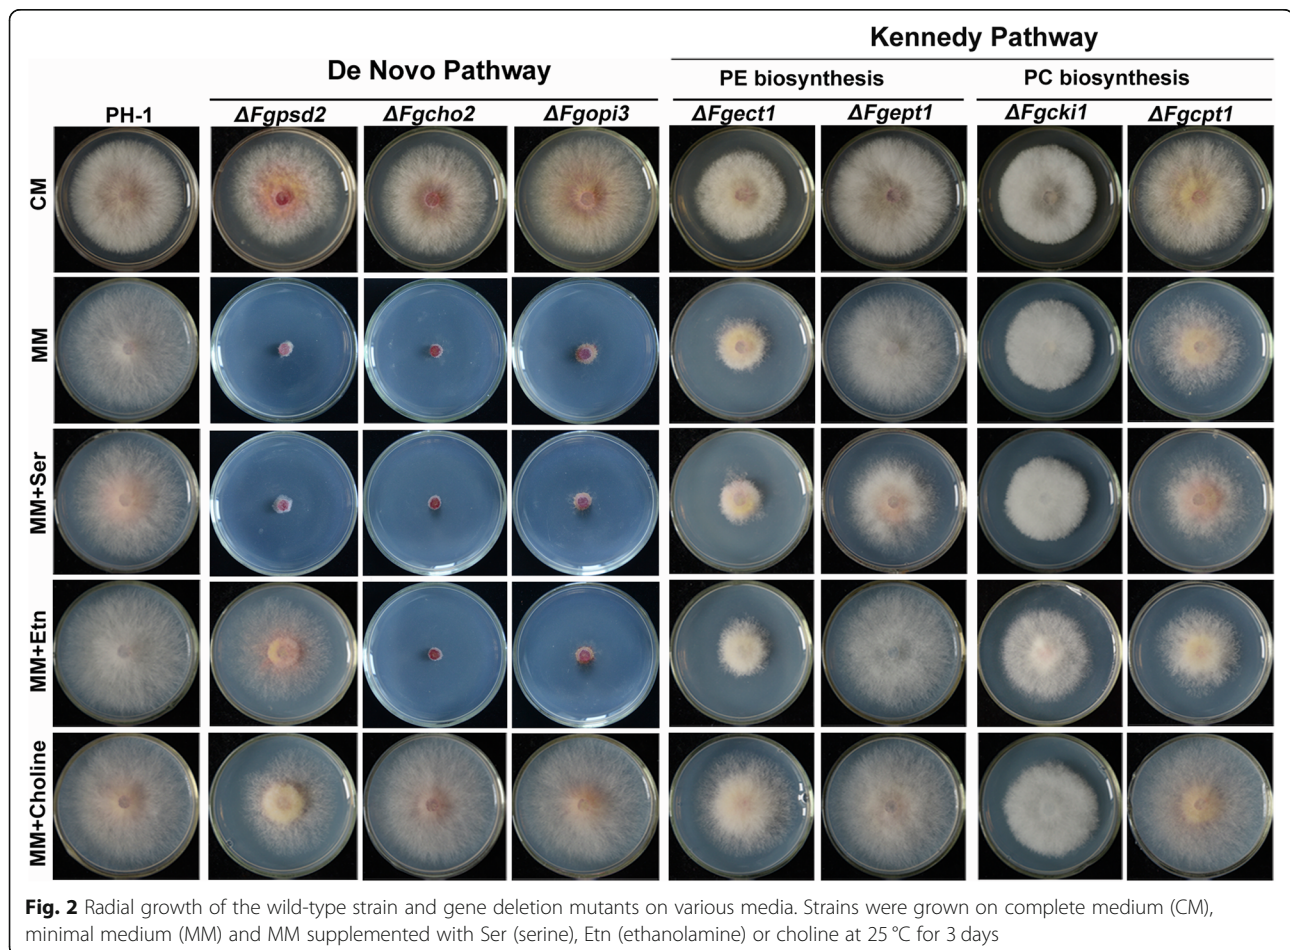 Kennedy Pathway
De Novo Pathway
PE biosynthesis
PC biosynthesis
PH-1
ΔFgpsd2
ΔFgcho2
ΔFgopi3
ΔFgect1
ΔFgept1
ΔFgcki1
ΔFgcpt1
CM
MM
MM+Ser
MM+Etn
MM+Choline
Fig. 2 Radial growth of the wild-type strain and gene deletion mutants on various media. Strains were grown on complete medium (CM),
minimal medium (MM) and MM supplemented with Ser (serine), Etn (ethanolamine) or choline at 25 °C for 3 days